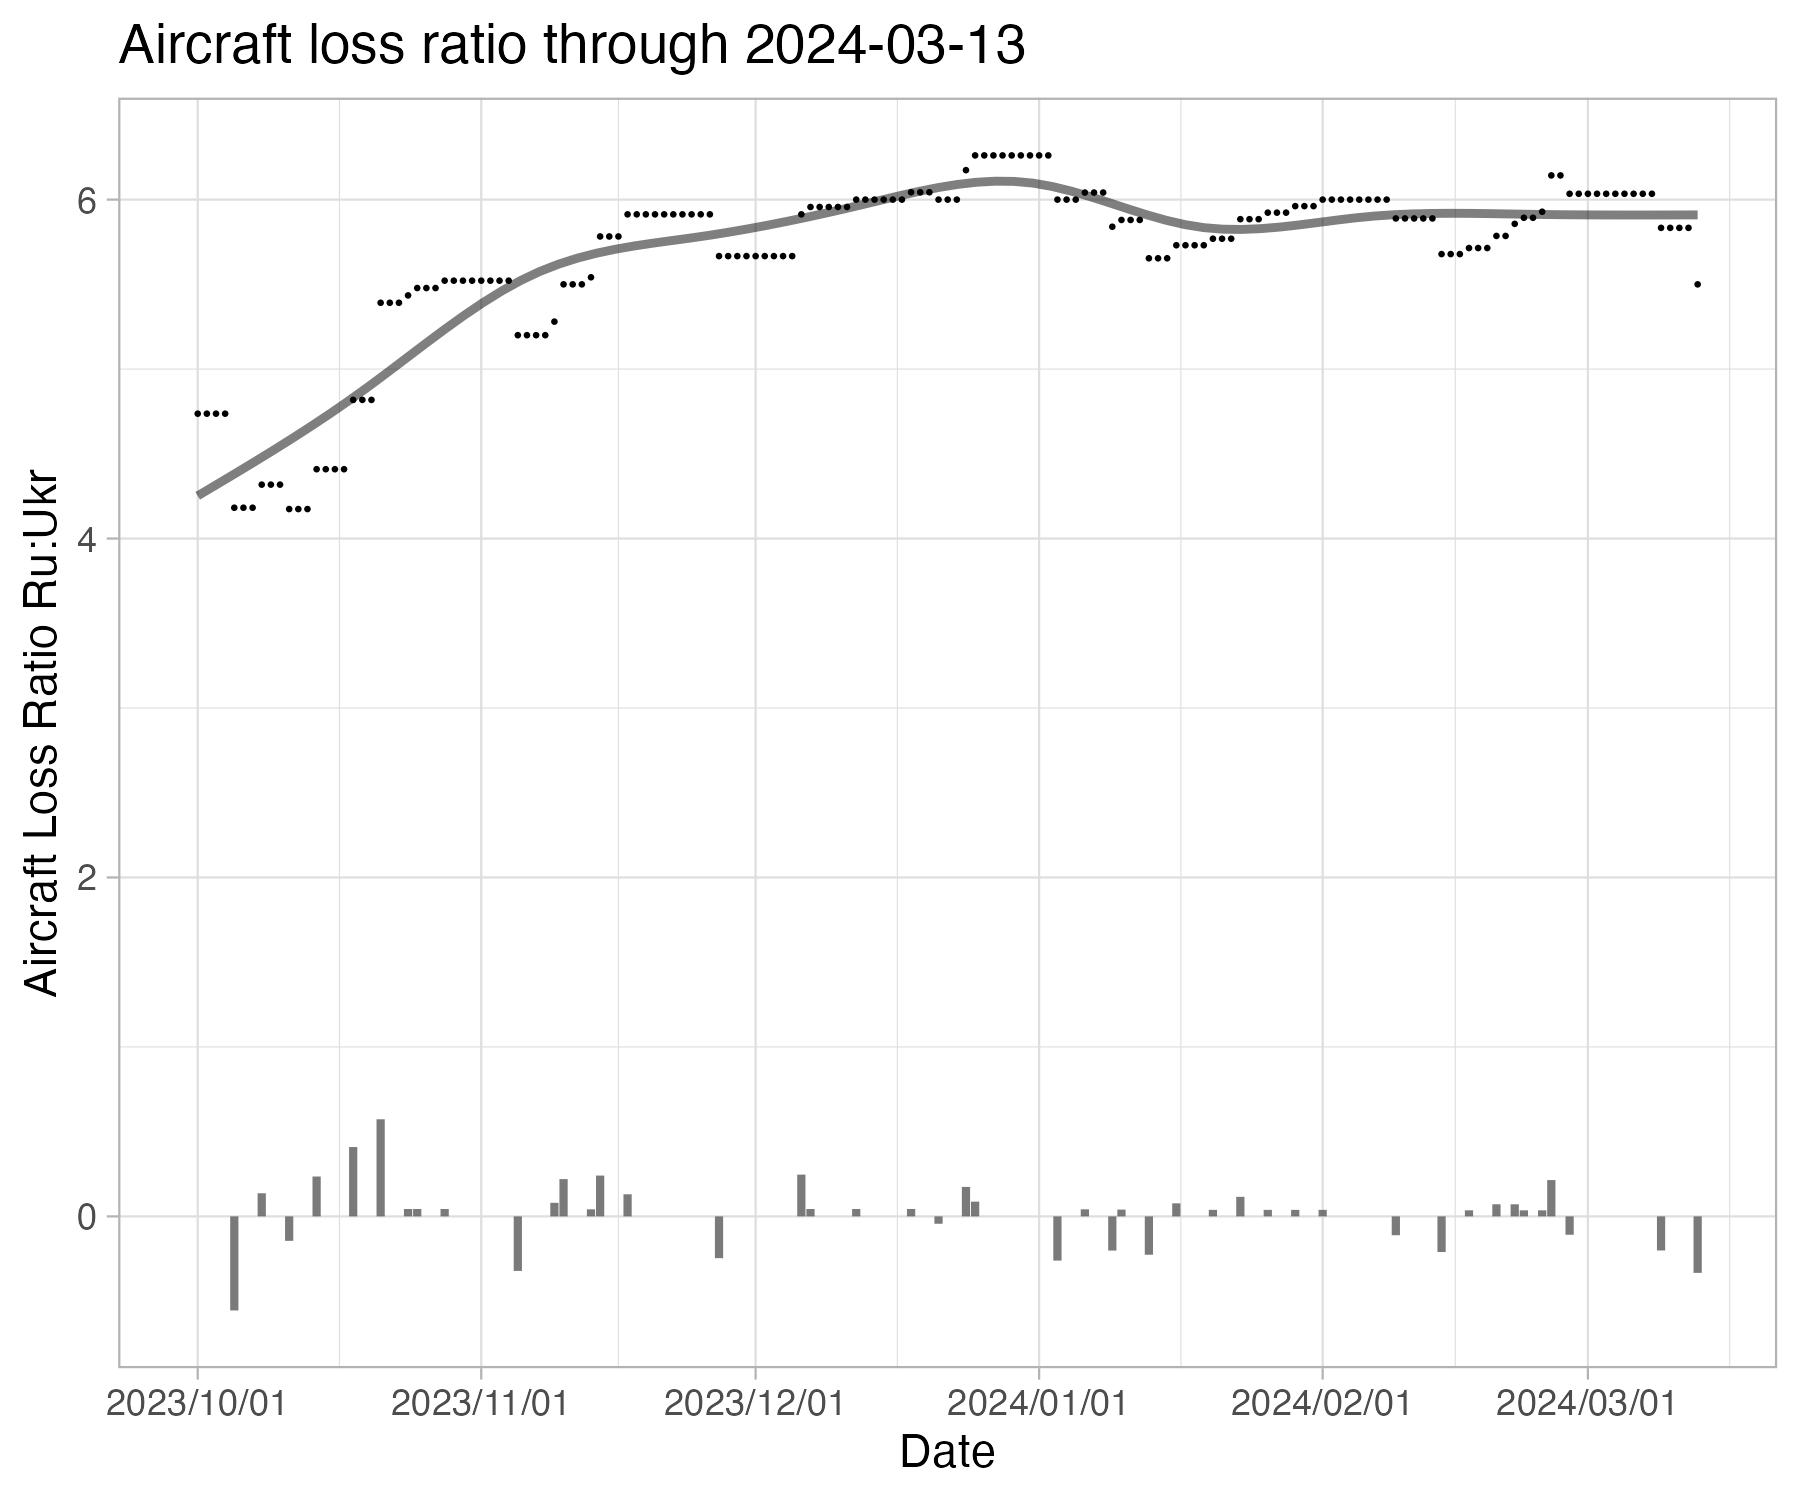 Aircraft loss ratio through 2024-03-13
Aircraft Loss Ratio Ru:Ukr
6
4
2
0
2023/10/01 2023/11/01 2023/12/01 2024/01/01 2024/02/01 2024/03/01
Date